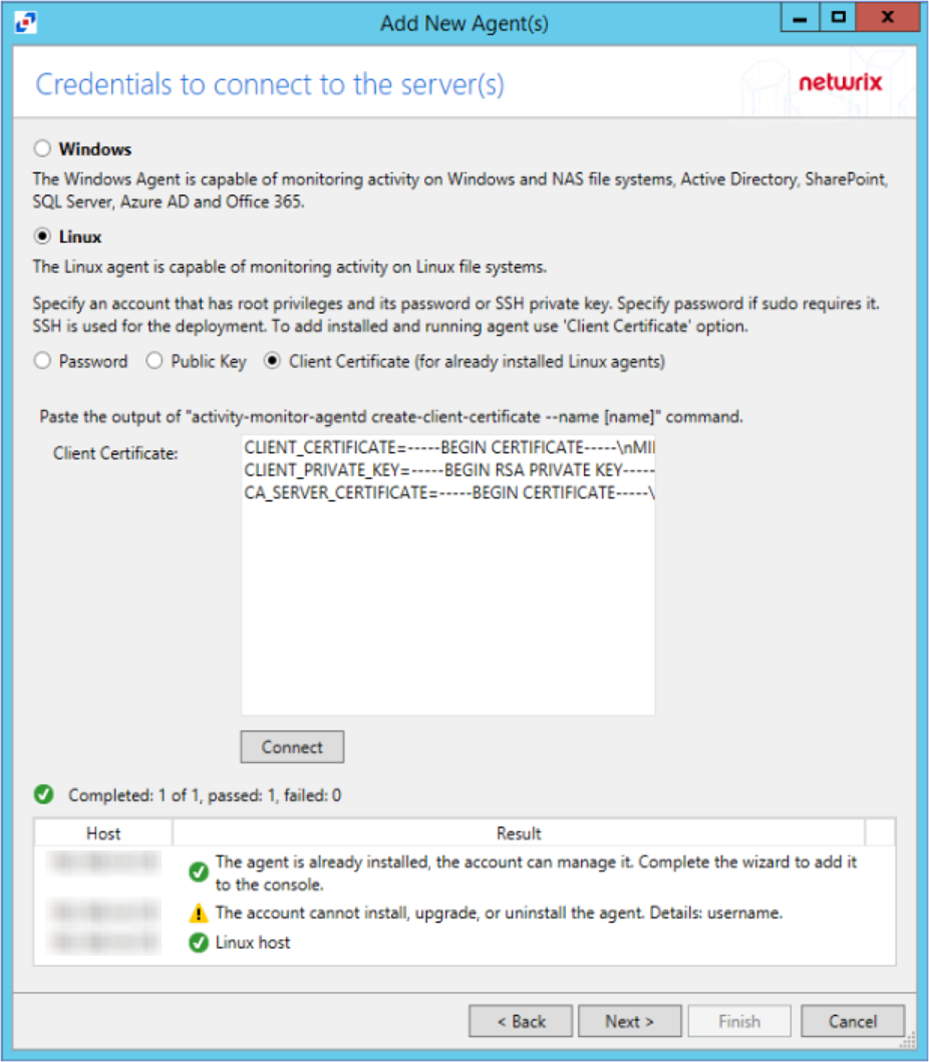 Add New Agent(s)
Credentials to connect to the server(s)
netwrix
Windows
The Windows Agent is capable of monitoring activity on Windows and NAS file systems, Active Directory, SharePoint,
SQL Server, Azure AD and Office 365.
Linux
The Linux agent is capable of monitoring activity on Linux file systems.
Specify an account that has root privileges and its password or SSH private key. Specify password if sudo requires it.
SSH is used for the deployment. To add installed and running agent use 'Client Certificate' option.
Password Public Key Client Certificate (for already installed Linux agents)
Paste the output of "activity-monitor-agentd create-client-certificate --name [name]" command.
Client Certificate:
CLIENT_CERTIFICATE=-----BEGIN CERTIFICATE-----\nMII
CLIENT_PRIVATE_KEY=-----BEGIN RSA PRIVATE KEY-----
CA_SERVER_CERTIFICATE=-----BEGIN CERTIFICATE-----\
Connect
Completed: 1 of 1, passed: 1, failed: 0
Host Result
The agent is already installed, the account can manage it. Complete the wizard to add it
to the console.
The account cannot install, upgrade, or uninstall the agent. Details: username.
Linux host
< Back Next > Finish Cancel